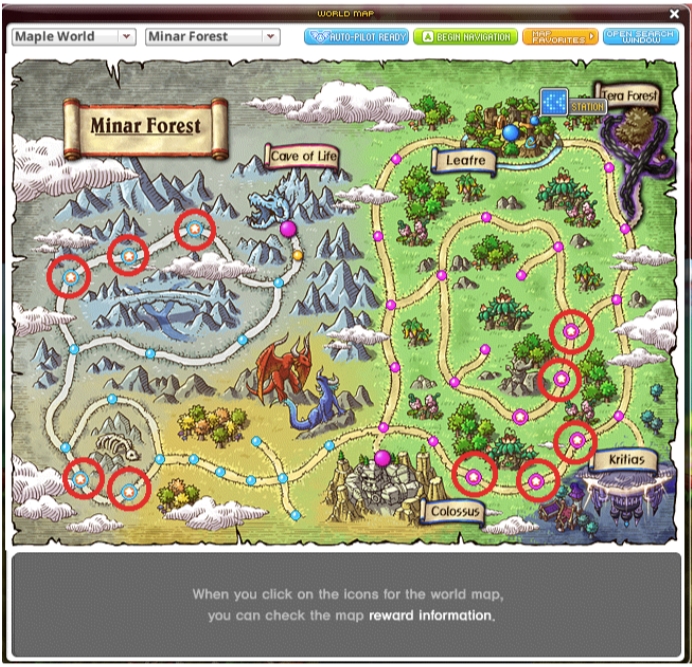 WORLD MAP
Maple World
Minar Forest
AUTO-PILOT READY
A BEGIN NAVIGATION
MAP FAVORITES
OPEN SEARCH WINDOW
Minar Forest
Cave of Life
Leafre
STATION
Tera Forest
Kritias
Colossus
When you click on the icons for the world map,
you can check the map reward information.